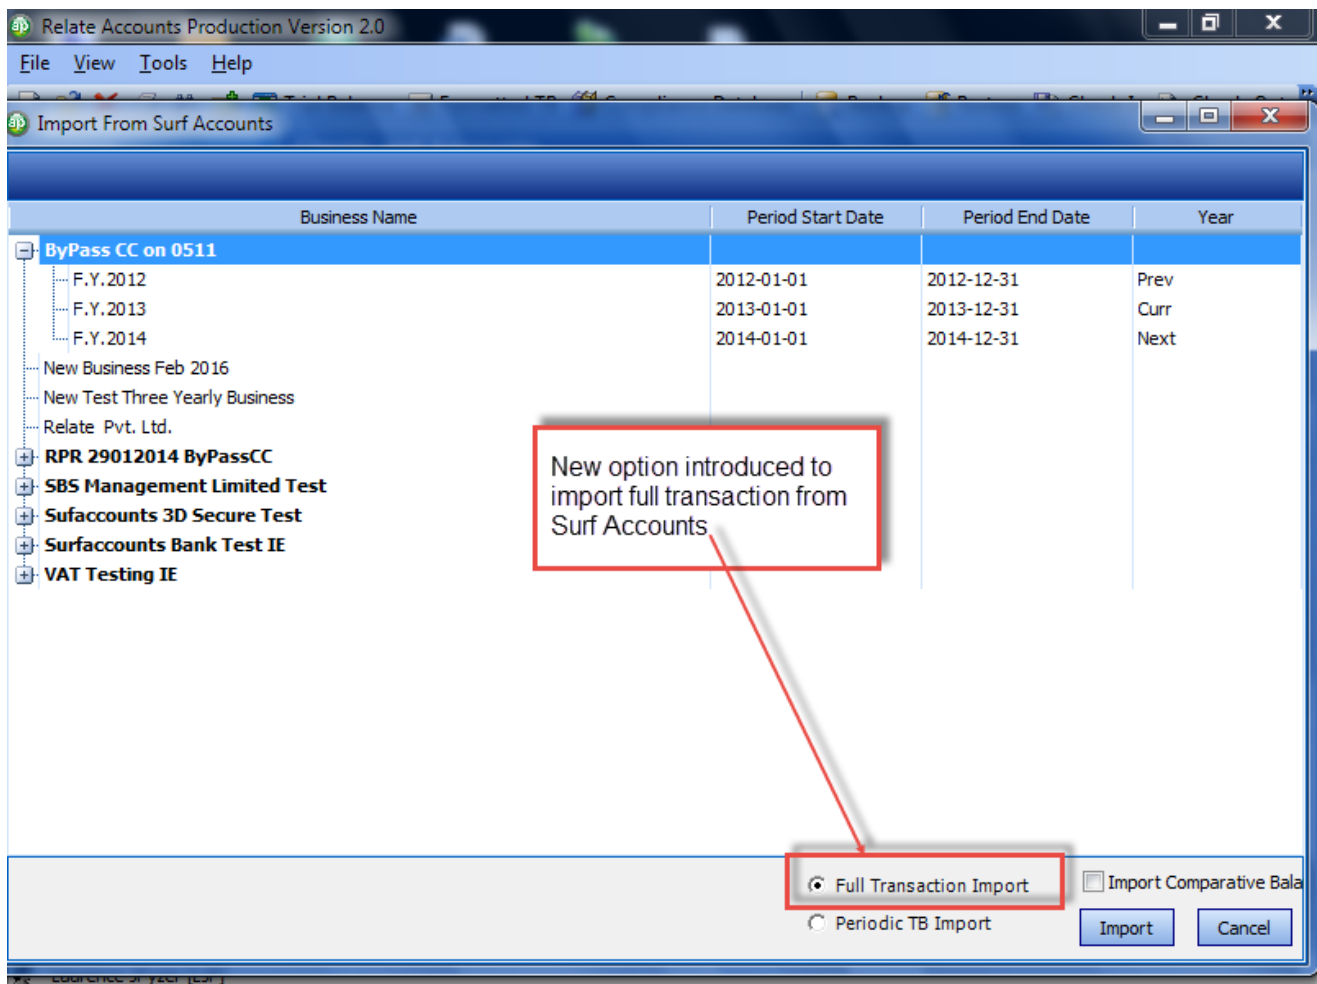 Relate Accounts Production Version 2.0
File View Tools Help
Import From Surf Accounts
Business Name Period Start Date Period End Date Year
ByPass CC on 0511
F.Y.2012 2012-01-01 2012-12-31 Prev
F.Y.2013 2013-01-01 2013-12-31 Curr
F.Y.2014 2014-01-01 2014-12-31 Next
New Business Feb 2016
New Test Three Yearly Business
Relate Pvt. Ltd.
RPR 29012014 ByPassCC
SBS Management Limited Test
Sufaccounts 3D Secure Test
Surfaccounts Bank Test IE
VAT Testing IE
New option introduced to
import full transaction from
Surf Accounts
Full Transaction Import Import Comparative Bala
Periodic TB Import Import Cancel